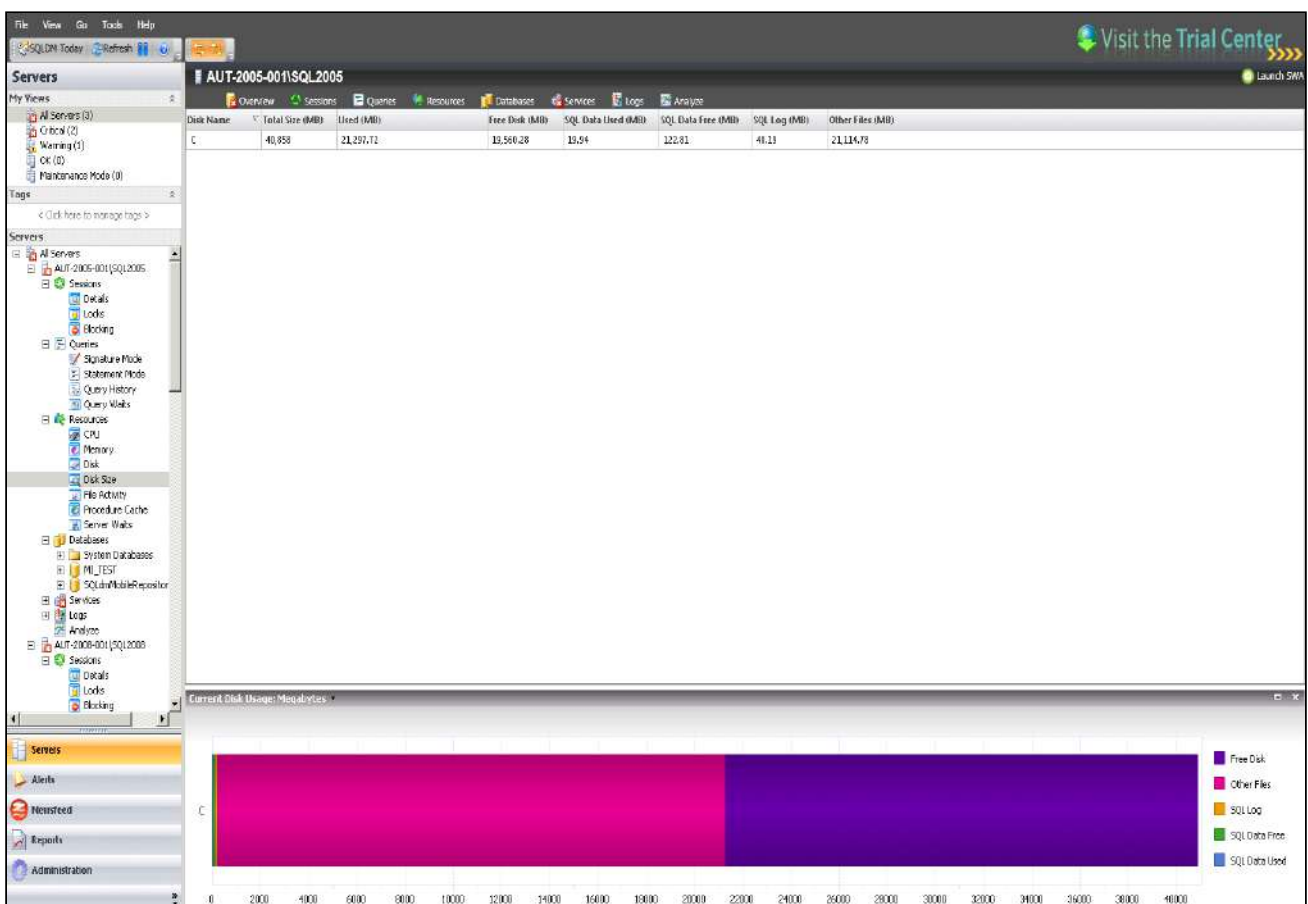 File View Go Tools Help
SQLDM Today Refresh
Visit the Trial Center
Servers
AUT-2005-001\SQL2005
Launch SWA
My Views
Overview Sessions Queries Resources Databases Services Logs Analyze
All Servers (3)
Critical (2)
Warning (1)
OK (0)
Maintenance Mode (0)
Disk Name Total Size (MB) Used (MB) Free Disk (MB) SQL Data Used (MB) SQL Data Free (MB) SQL Log (MB) Other Files (MB)
C 40,858 21,297.72 19,560.28 19.94 122.81 21,114.78
Tags
< Click here to manage tags >
Servers
All Servers
AUT-2005-001\SQL2005
Sessions
Details
Locks
Blocking
Queries
Signature Mode
Statement Mode
Query History
Query Waits
Resources
CPU
Memory
Disk
Disk Size
File Activity
Procedure Cache
Server Waits
Databases
System Databases
MI_TEST
SQLdmMobileRepositor
Services
Logs
Analyze
AUT-2008-001\SQL2008
Sessions
Details
Locks
Blocking
Servers
Alerts
Newsfeed
Reports
Administration
Current Disk Usage: Megabytes
C
0 2000 4000 6000 8000 10000 12000 14000 16000 18000 20000 22000 24000 26000 28000 30000 32000 34000 36000 38000 40000
Free Disk
Other Files
SQL Log
SQL Data Free
SQL Data Used